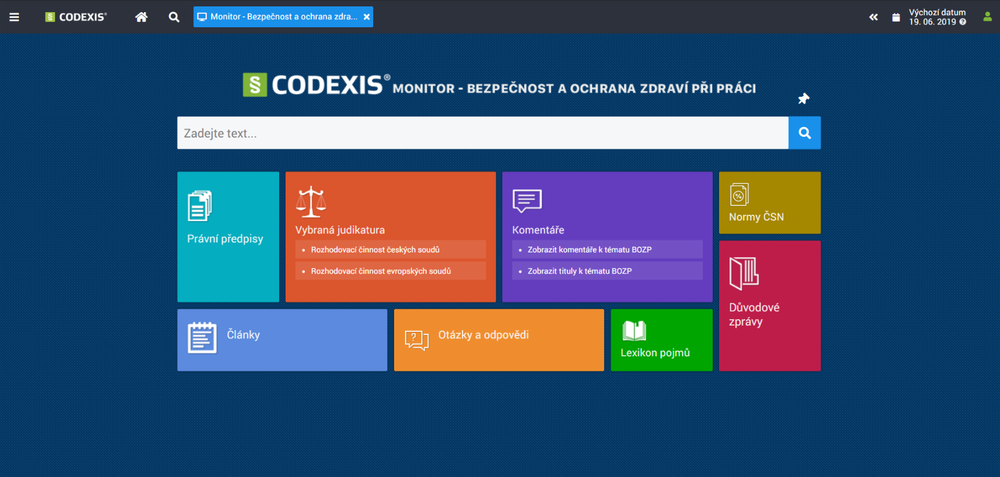 § CODEXIS®
Monitor - Bezpečnost a ochrana zdra...
Výchozí datum
19. 06. 2019
§ CODEXIS® MONITOR - BEZPEČNOST A OCHRANA ZDRAVÍ PŘI PRÁCI
Zadejte text...
Právní předpisy
Vybraná judikatura
• Rozhodovací činnost českých soudů
• Rozhodovací činnost evropských soudů
Komentáře
• Zobrazit komentáře k tématu BOZP
• Zobrazit tituly k tématu BOZP
Normy ČSN
Důvodové
zprávy
Články
Otázky a odpovědi
Lexikon pojmů